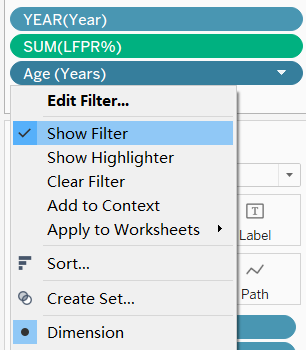 YEAR(Year)
SUM(LFPR%)
Age (Years)
Edit Filter...
Show Filter
Show Highlighter
Clear Filter
Add to Context
Apply to Worksheets
Label
Sort...
Path
Create Set...
Dimension